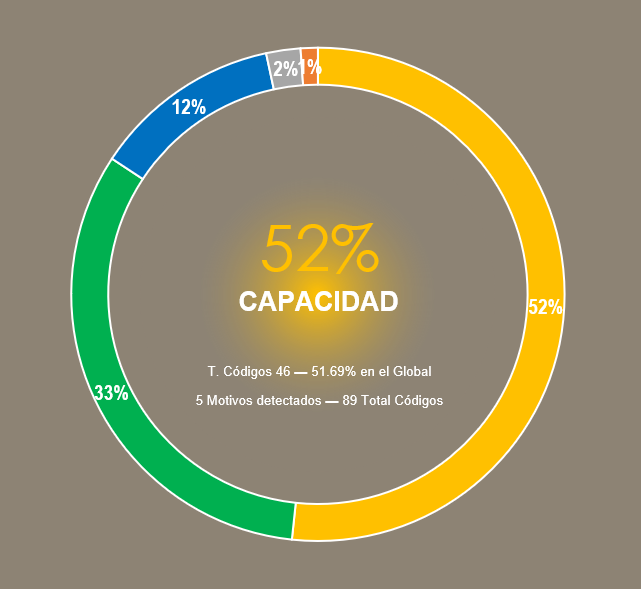 2%
1%
12%
52%
CAPACIDAD
52%
T. Códigos 46 — 51.69% en el Global
33%
5 Motivos detectados — 89 Total Códigos